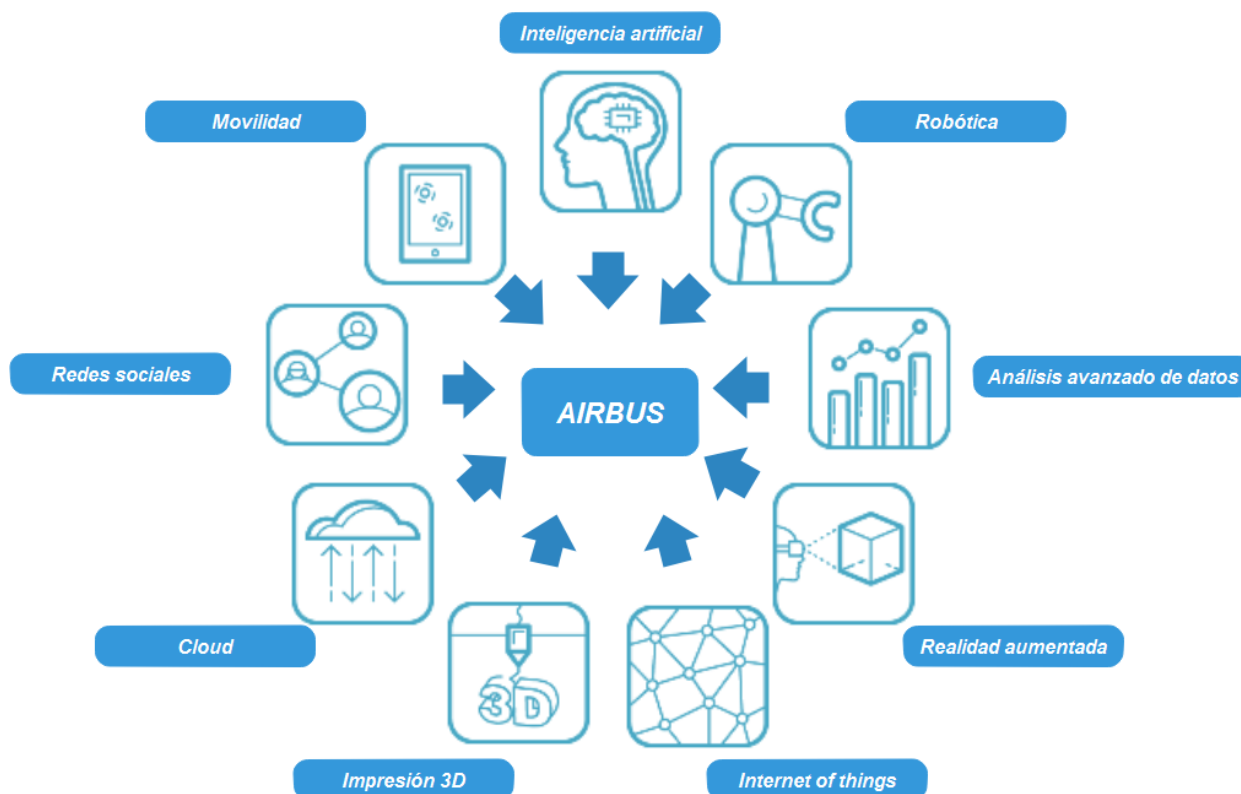 Inteligencia artificial
Movilidad
Robótica
Redes sociales
AIRBUS
Análisis avanzado de datos
Cloud
Realidad aumentada
3D
Impresión 3D
Internet of things